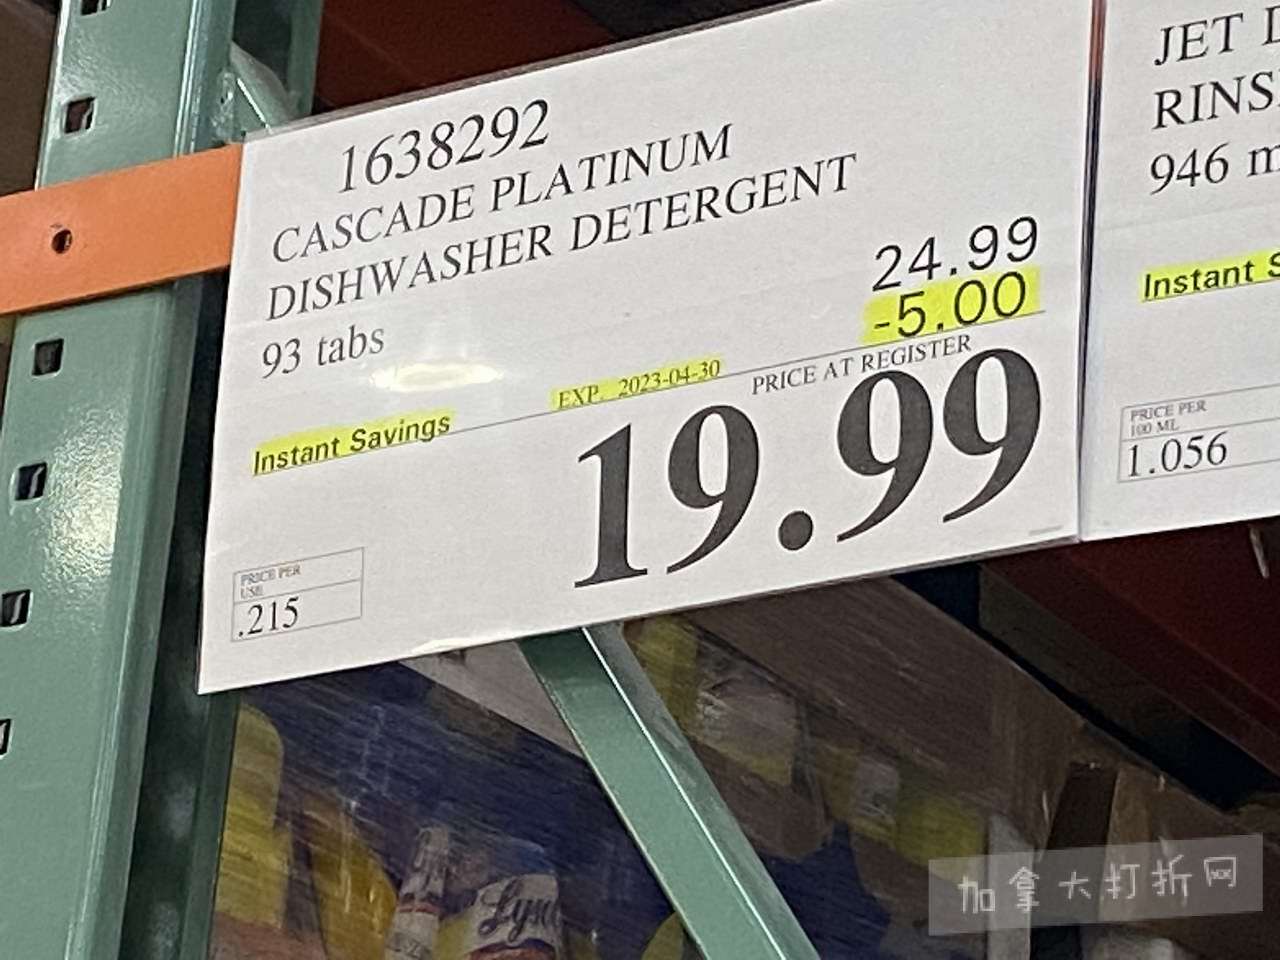 1638292
CASCADE PLATINUM
DISHWASHER DETERGENT
93 tabs
24.99
-5.00
EXP. 2023-04-30
PRICE AT REGISTER
Instant Savings
19.99
PRICE PER
USE
.215
JET
RINS
946
Instant
PRICE PER
100 ML
1.056
Lysol
加拿大打折网